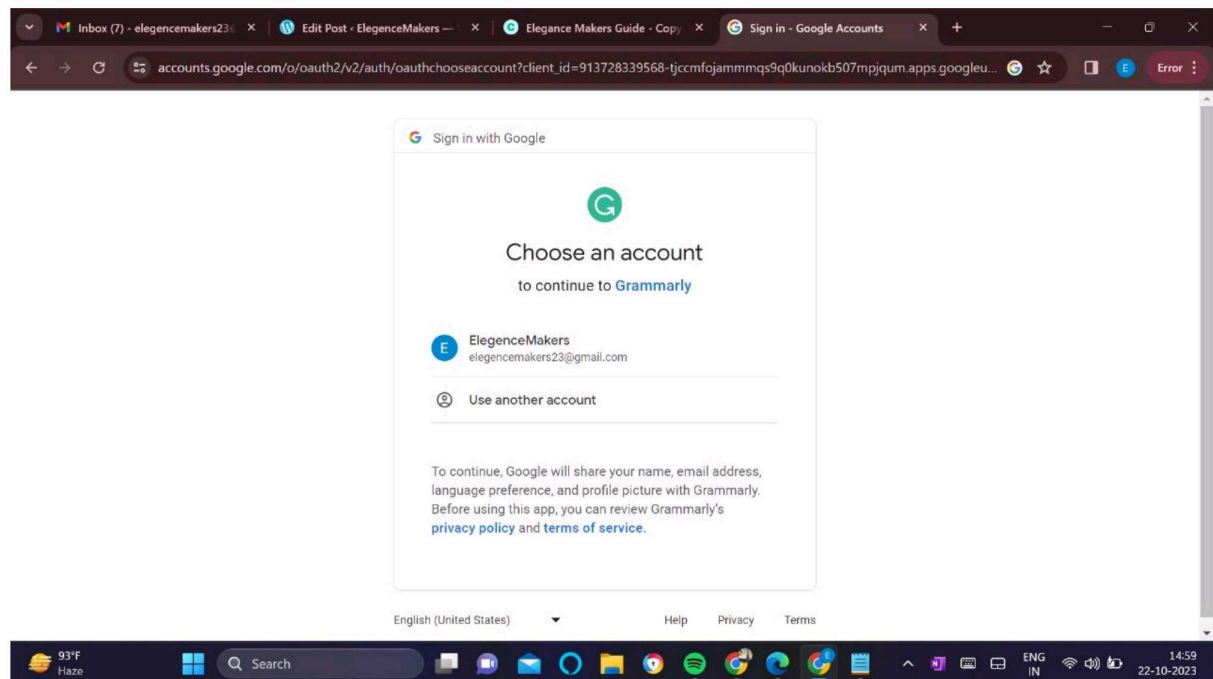 Inbox (7) - elegencemakers23
Edit Post ‹ ElegenceMakers —
Elegance Makers Guide - Copy
Sign in - Google Accounts
accounts.google.com/o/oauth2/v2/auth/oauthchooseaccount?client_id=913728339568-tjccmfojammmqs9q0kunokb507mpjqum.apps.googleu...
E
Error
Sign in with Google
Choose an account
to continue to Grammarly
E
ElegenceMakers
elegencemakers23@gmail.com
Use another account
To continue, Google will share your name, email address,
language preference, and profile picture with Grammarly.
Before using this app, you can review Grammarly's
privacy policy and terms of service.
English (United States) Help Privacy Terms
93°F
Haze
Search
ENG
IN
14:59
22-10-2023